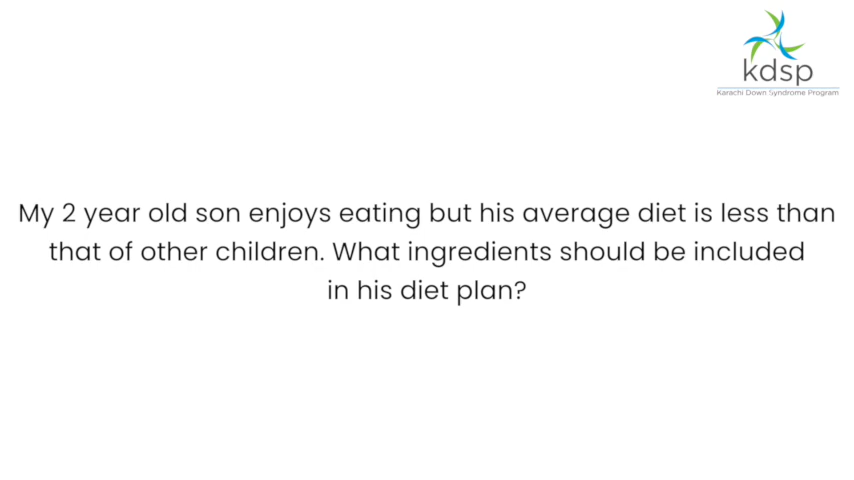 kdsp
Karachi Down Syndrome Program
My 2 year old son enjoys eating but his average diet is less than
that of other children. What ingredients should be included
in his diet plan?